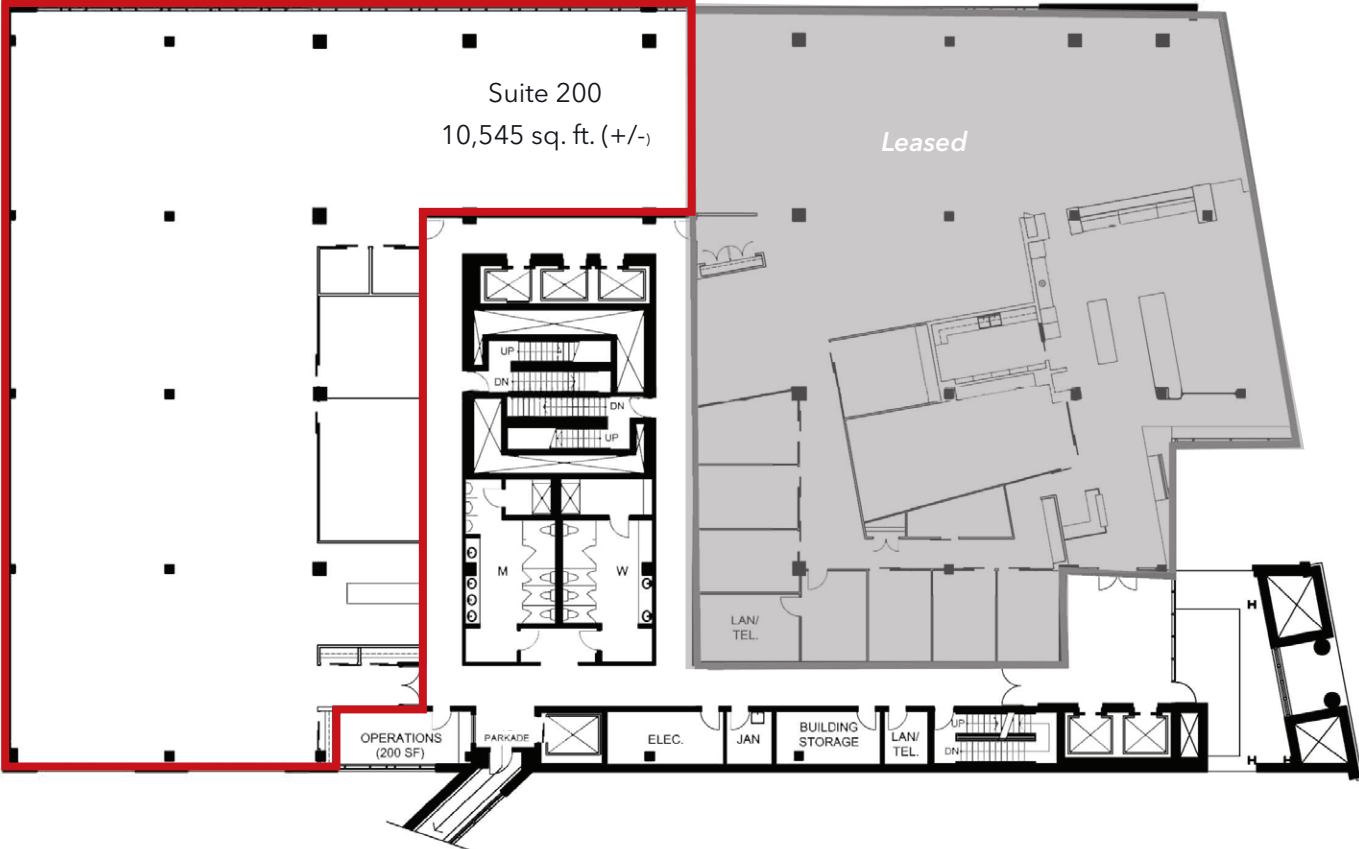 Suite 200
10,545 sq. ft. (+/-)
Leased
UP
DN
DN
UP
M
W
LAN/
TEL.
OPERATIONS
(200 SF)
PARKADE
ELEC.
JAN
BUILDING
STORAGE
LAN/
TEL.
UP
DN
H
H
H
H